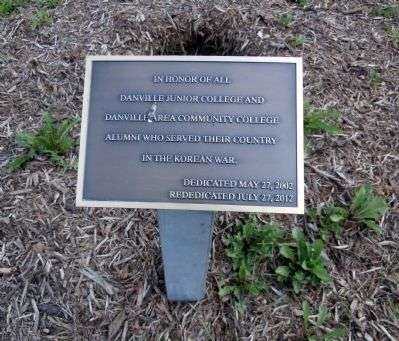 IN HONOR OF ALL
DANVILLE JUNIOR COLLEGE AND
DANVILLE AREA COMMUNITY COLLEGE
ALUMNI WHO SERVED THEIR COUNTRY
IN THE KOREAN WAR.
DEDICATED MAY 27, 2002
REDEDICATED JULY 27, 2012